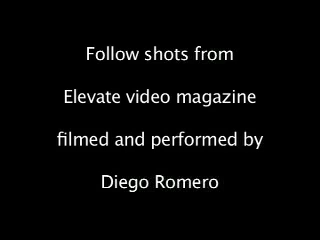 Follow shots from
Elevate video magazine
filmed and performed by
Diego Romero